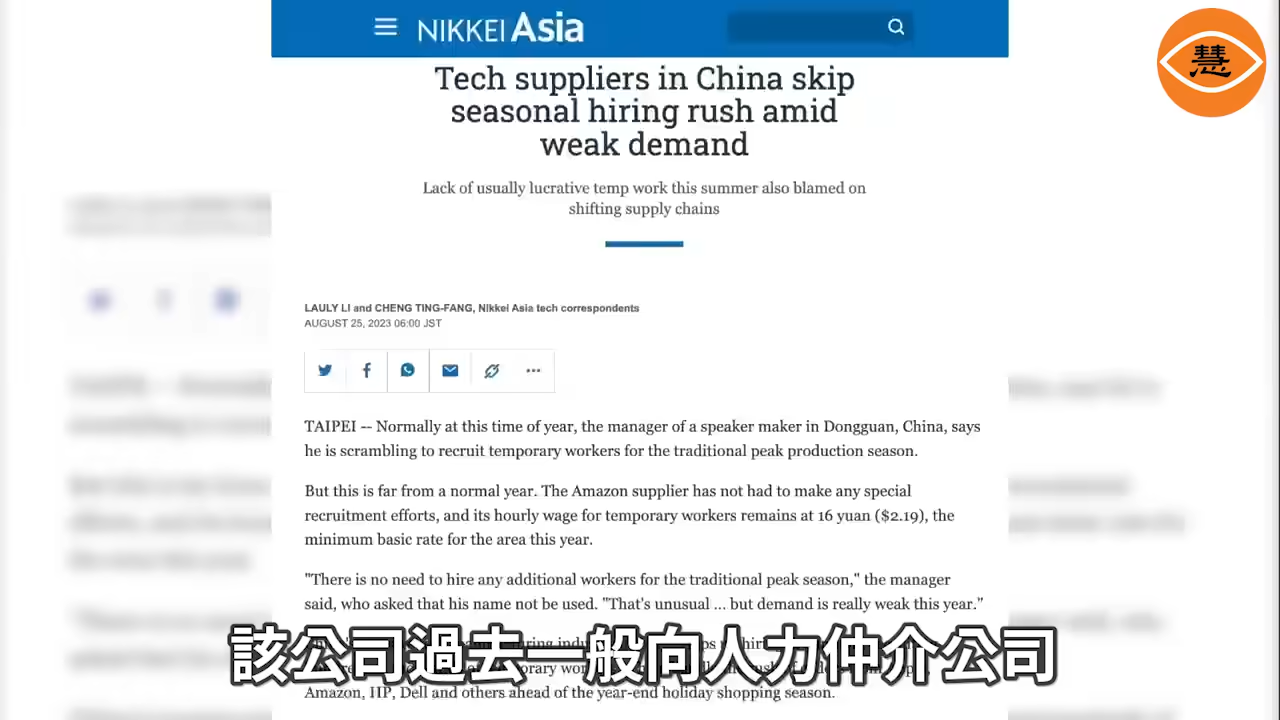 NIKKEI Asia
慧
Tech suppliers in China skip
seasonal hiring rush amid
weak demand
Lack of usually lucrative temp work this summer also blamed on
shifting supply chains
LAULY LI and CHENG TING-FANG, Nikkei Asia tech correspondents
AUGUST 25, 2023 06:00 JST
TAIPEI -- Normally at this time of year, the manager of a speaker maker in Dongguan, China, says
he is scrambling to recruit temporary workers for the traditional peak production season.
But this is far from a normal year. The Amazon supplier has not had to make any special
recruitment efforts, and its hourly wage for temporary workers remains at 16 yuan ($2.19), the
minimum basic rate for the area this year.
"There is no need to hire any additional workers for the traditional peak season," the manager
said, who asked that his name not be used. "That's unusual ... but demand is really weak this year."
該公司過去一般向人力仲介公司
Amazon, HP, Dell and others ahead of the year-end holiday shopping season.